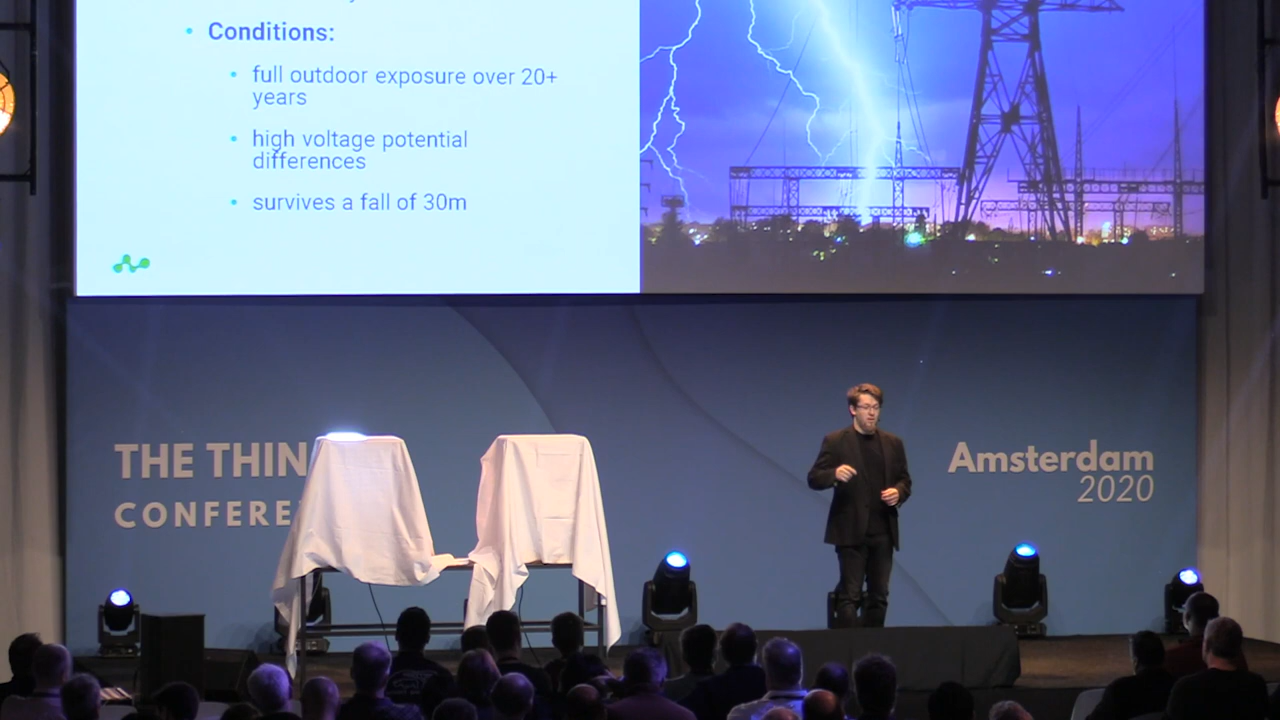 Conditions:
full outdoor exposure over 20+
years
high voltage potential
differences
survives a fall of 30m
THE THIN
CONFERE
Amsterdam
2020